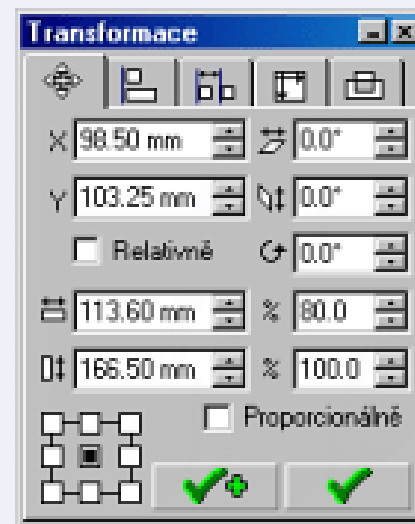 Transformace
X 98.50 mm 0.0°
Y 103.25 mm 0.0°
Relativně 0.0°
113.60 mm % 80.0
166.50 mm % 100.0
Proporcionálně